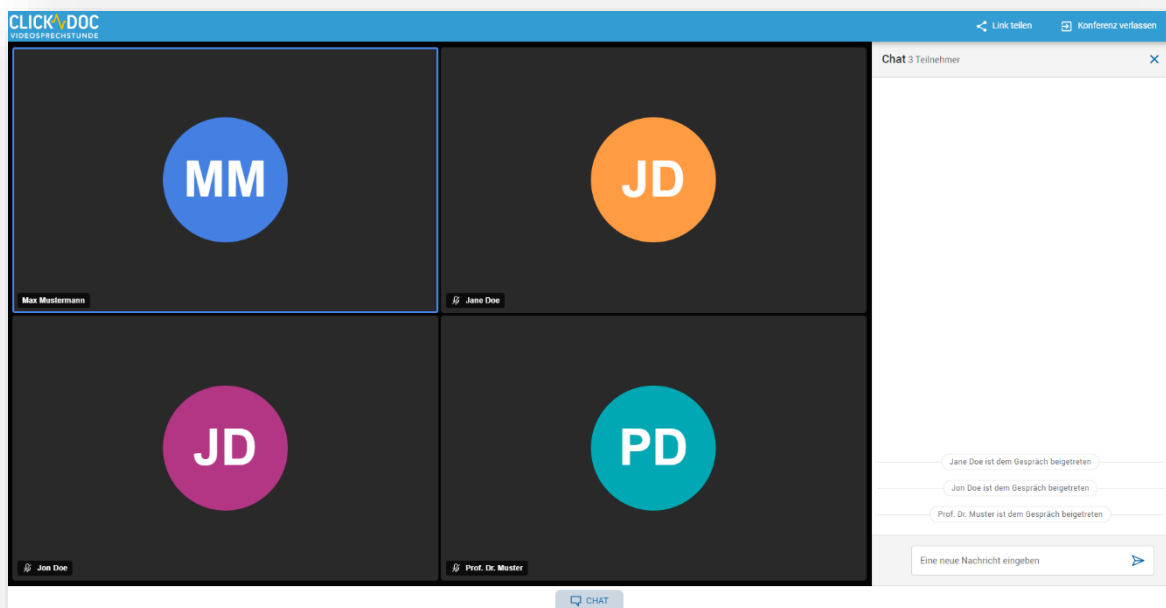 CLICK DOC
VIDEOSPRECHSTUNDE
Link teilen
Konferenz verlassen
MM
Max Mustermann
JD
Jane Doe
JD
Jon Doe
PD
Prof. Dr. Muster
Chat 3 Teilnehmer
Jane Doe ist dem Gespräch beigetreten
Jon Doe ist dem Gespräch beigetreten
Prof. Dr. Muster ist dem Gespräch beigetreten
Eine neue Nachricht eingeben
CHAT